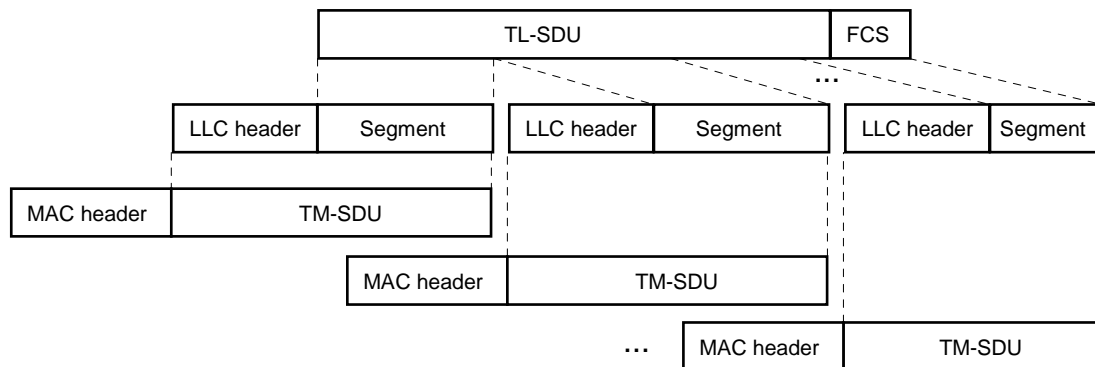 TL-SDU FCS
...
LLC header Segment LLC header Segment LLC header Segment
MAC header TM-SDU
MAC header TM-SDU
... MAC header TM-SDU